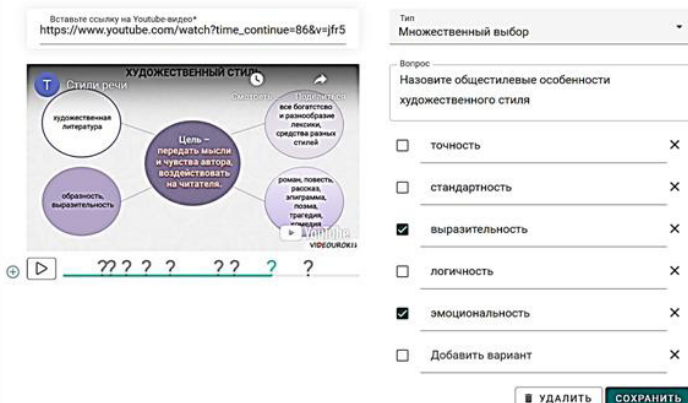 Вставьте ссылку на Youtube-видео*
https://www.youtube.com/watch?time_continue=86&v=jfr5
Т
Стили речи
ХУДОЖЕСТВЕННЫЙ СТИЛЬ
Смотреть...
Поделиться
художественная
литература
Цель –
передать мысли
и чувства автора,
воздействовать
на читателя.
все богатство
и разнообразие
лексики,
средства разных
стилей
образность,
выразительность
роман, повесть,
рассказ,
эпиграмма,
поэма,
трагедия,
комедия
YouTube
VIDEOUROKI
?? ? ? ? ? ? ? ?
Тип
Множественный выбор
Вопрос
Назовите общестилевые особенности
художественного стиля
точность
стандартность
выразительность
логичность
эмоциональность
Добавить вариант
УДАЛИТЬ
СОХРАНИТЬ